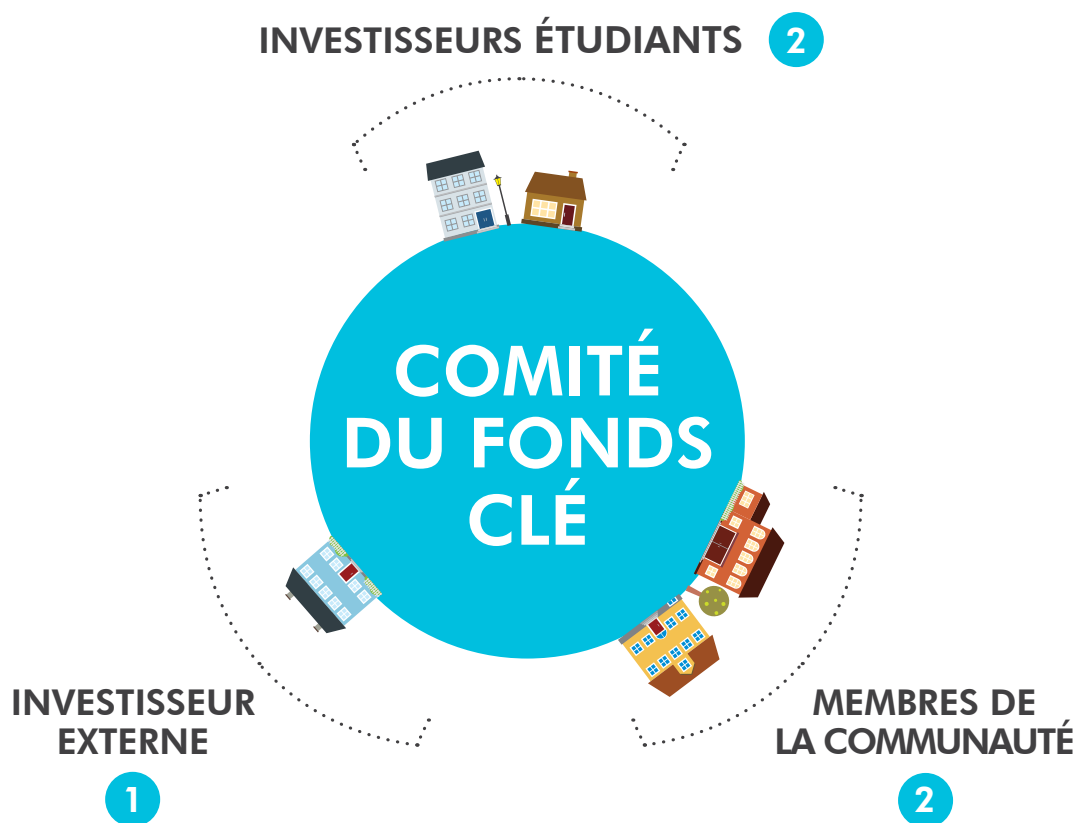 INVESTISSEURS ÉTUDIANTS 2
COMITÉ
DU FONDS
CLÉ
INVESTISSEUR
EXTERNE
1
MEMBRES DE
LA COMMUNAUTÉ
2